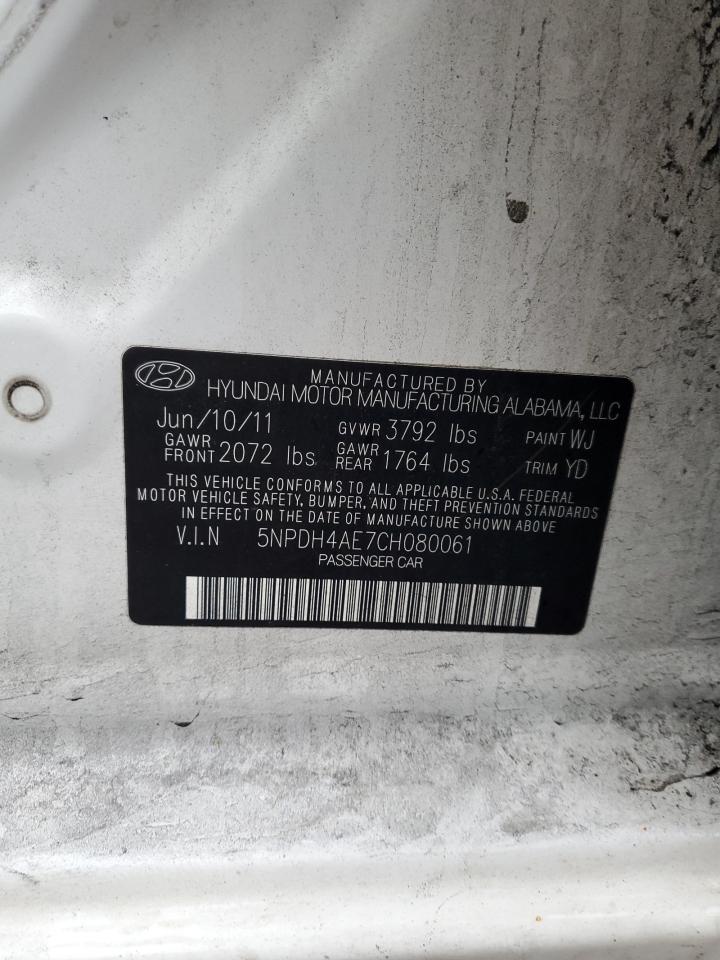 MANUFACTURED BY
HYUNDAI MOTOR MANUFACTURING ALABAMA, LLC
Jun/10/11 GVWR 3792 lbs PAINT WJ
GAWR FRONT 2072 lbs GAWR REAR 1764 lbs TRIM YD
THIS VEHICLE CONFORMS TO ALL APPLICABLE U.S.A. FEDERAL
MOTOR VEHICLE SAFETY, BUMPER, AND THEFT PREVENTION STANDARDS
IN EFFECT ON THE DATE OF MANUFACTURE SHOWN ABOVE
V.I.N 5NPDH4AE7CH080061
PASSENGER CAR